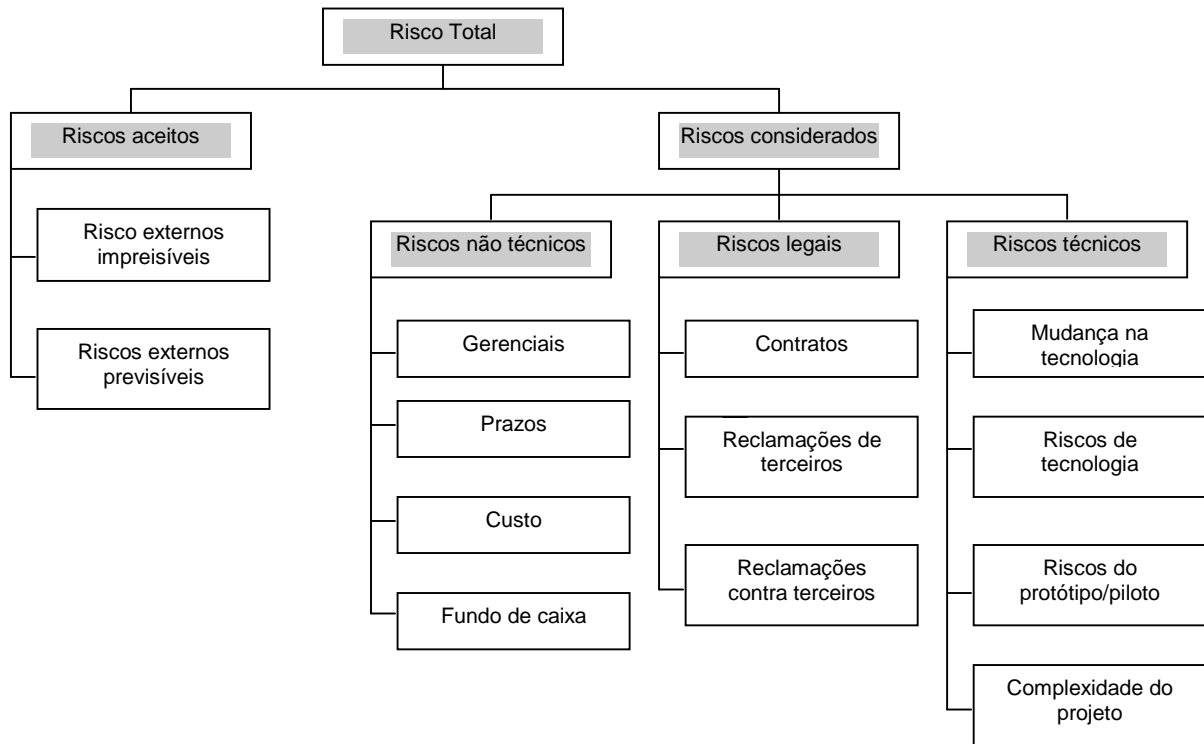 Risco Total
Riscos aceitos
Riscos considerados
Risco externos
impreisíveis
Riscos externos
previsíveis
Riscos não técnicos
Gerenciais
Prazos
Custo
Fundo de caixa
Riscos legais
Contratos
Reclamações de
terceiros
Reclamações
contra terceiros
Riscos técnicos
Mudança na
tecnologia
Riscos de
tecnologia
Riscos do
protótipo/piloto
Complexidade do
projeto